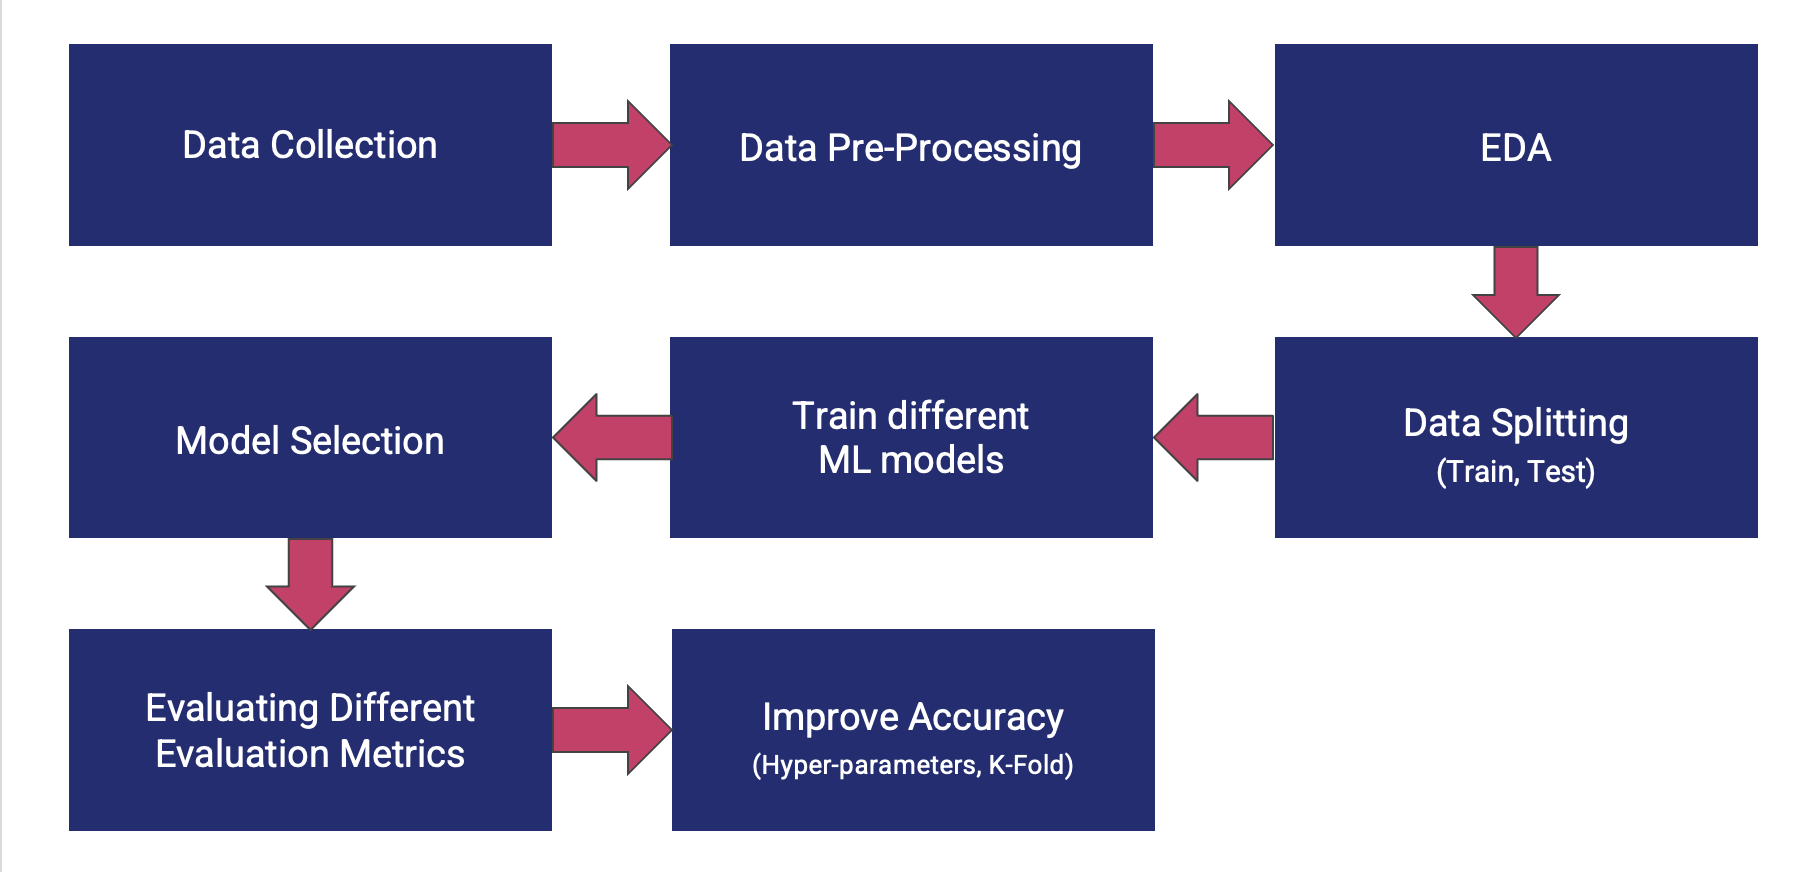 Data Collection
Data Pre-Processing
EDA
Data Splitting
(Train, Test)
Train different
ML models
Model Selection
Evaluating Different
Evaluation Metrics
Improve Accuracy
(Hyper-parameters, K-Fold)